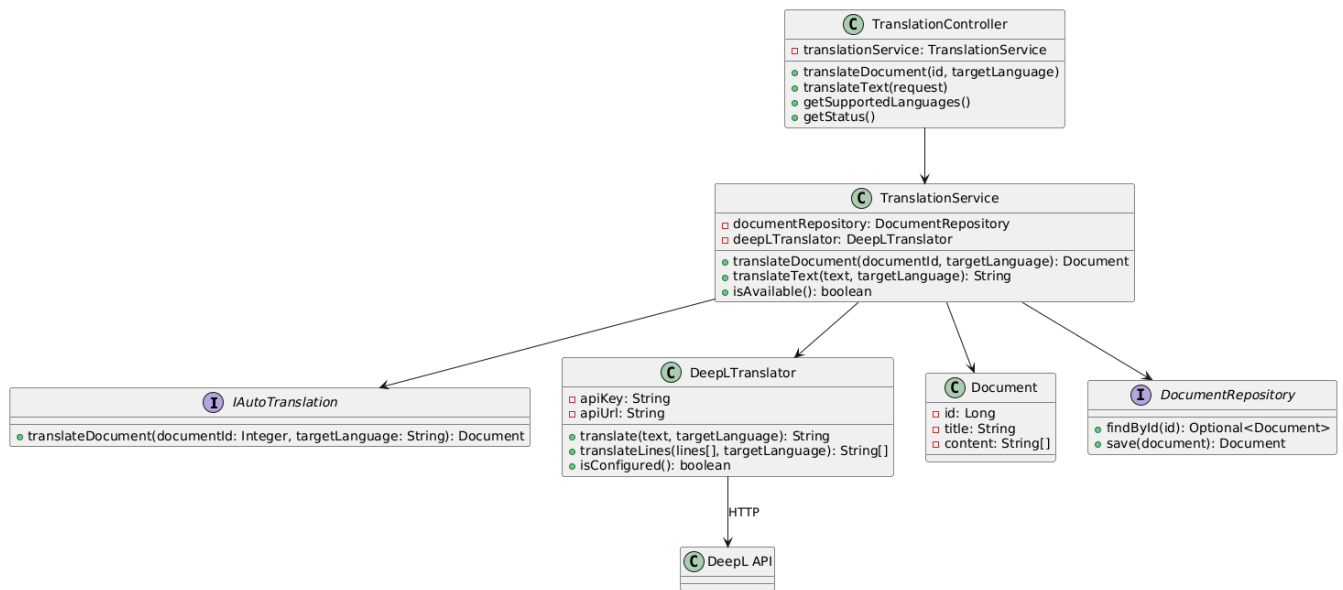 C TranslationController
translationService: TranslationService
translateDocument(id, targetLanguage)
translateText(request)
getSupportedLanguages()
getStatus()
C TranslationService
documentRepository: DocumentRepository
deepLTranslator: DeepLTranslator
translateDocument(documentId, targetLanguage): Document
translateText(text, targetLanguage): String
isAvailable(): boolean
I IAutoTranslation
translateDocument(documentId: Integer, targetLanguage: String): Document
C DeepLTranslator
apiKey: String
apiUrl: String
translate(text, targetLanguage): String
translateLines(lines[], targetLanguage): String[]
isConfigured(): boolean
C Document
id: Long
title: String
content: String[]
I DocumentRepository
findById(id): Optional<Document>
save(document): Document
HTTP
C DeepL API